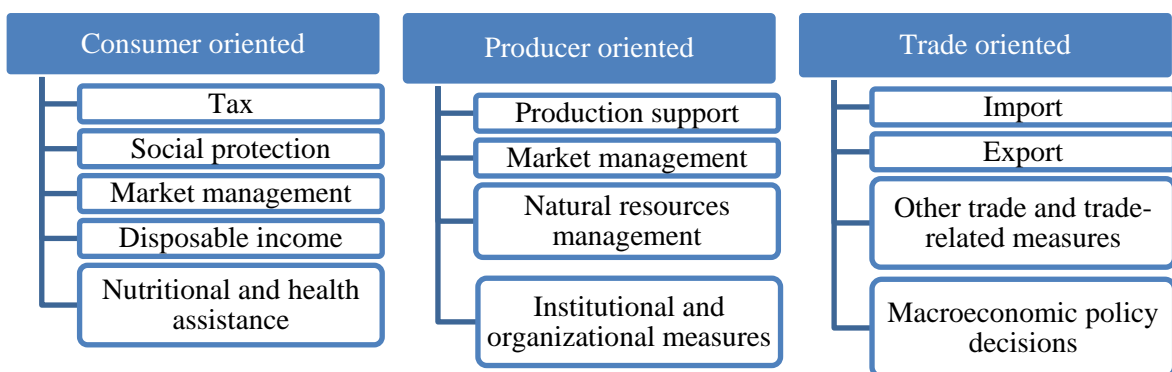 Consumer oriented
Tax
Social protection
Market management
Disposable income
Nutritional and health
assistance
Producer oriented
Production support
Market management
Natural resources
management
Institutional and
organizational measures
Trade oriented
Import
Export
Other trade and trade-
related measures
Macroeconomic policy
decisions